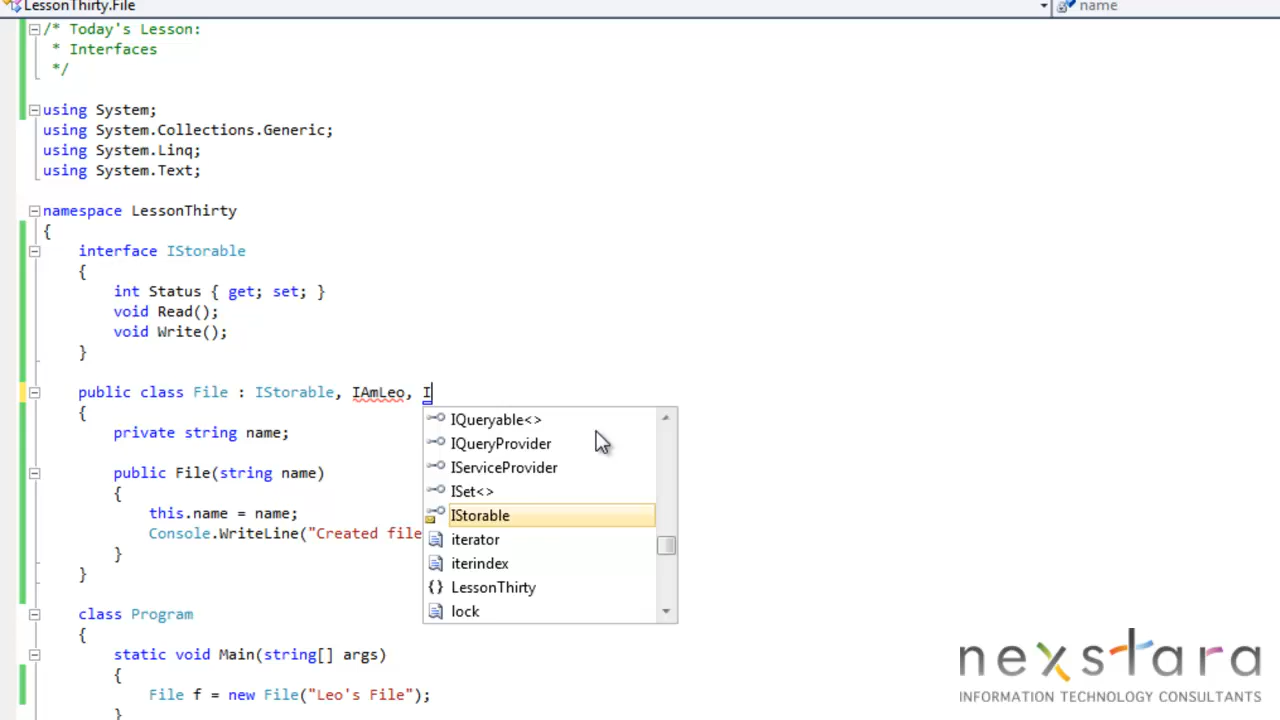 LessonThirty.File name
/* Today's Lesson:
* Interfaces
*/
using System;
using System.Collections.Generic;
using System.Linq;
using System.Text;
namespace LessonThirty
{
interface IStorable
{
int Status { get; set; }
void Read();
void Write();
}
public class File : IStorable, IAmLeo, I
{
private string name;
public File(string name)
{
this.name = name;
Console.WriteLine("Created file
}
}
IQueryable<>
IQueryProvider
IServiceProvider
ISet<>
IStorable
iterator
iterindex
{} LessonThirty
lock
class Program
{
static void Main(string[] args)
{
File f = new File("Leo's File");
}
nexstara
INFORMATION TECHNOLOGY CONSULTANTS